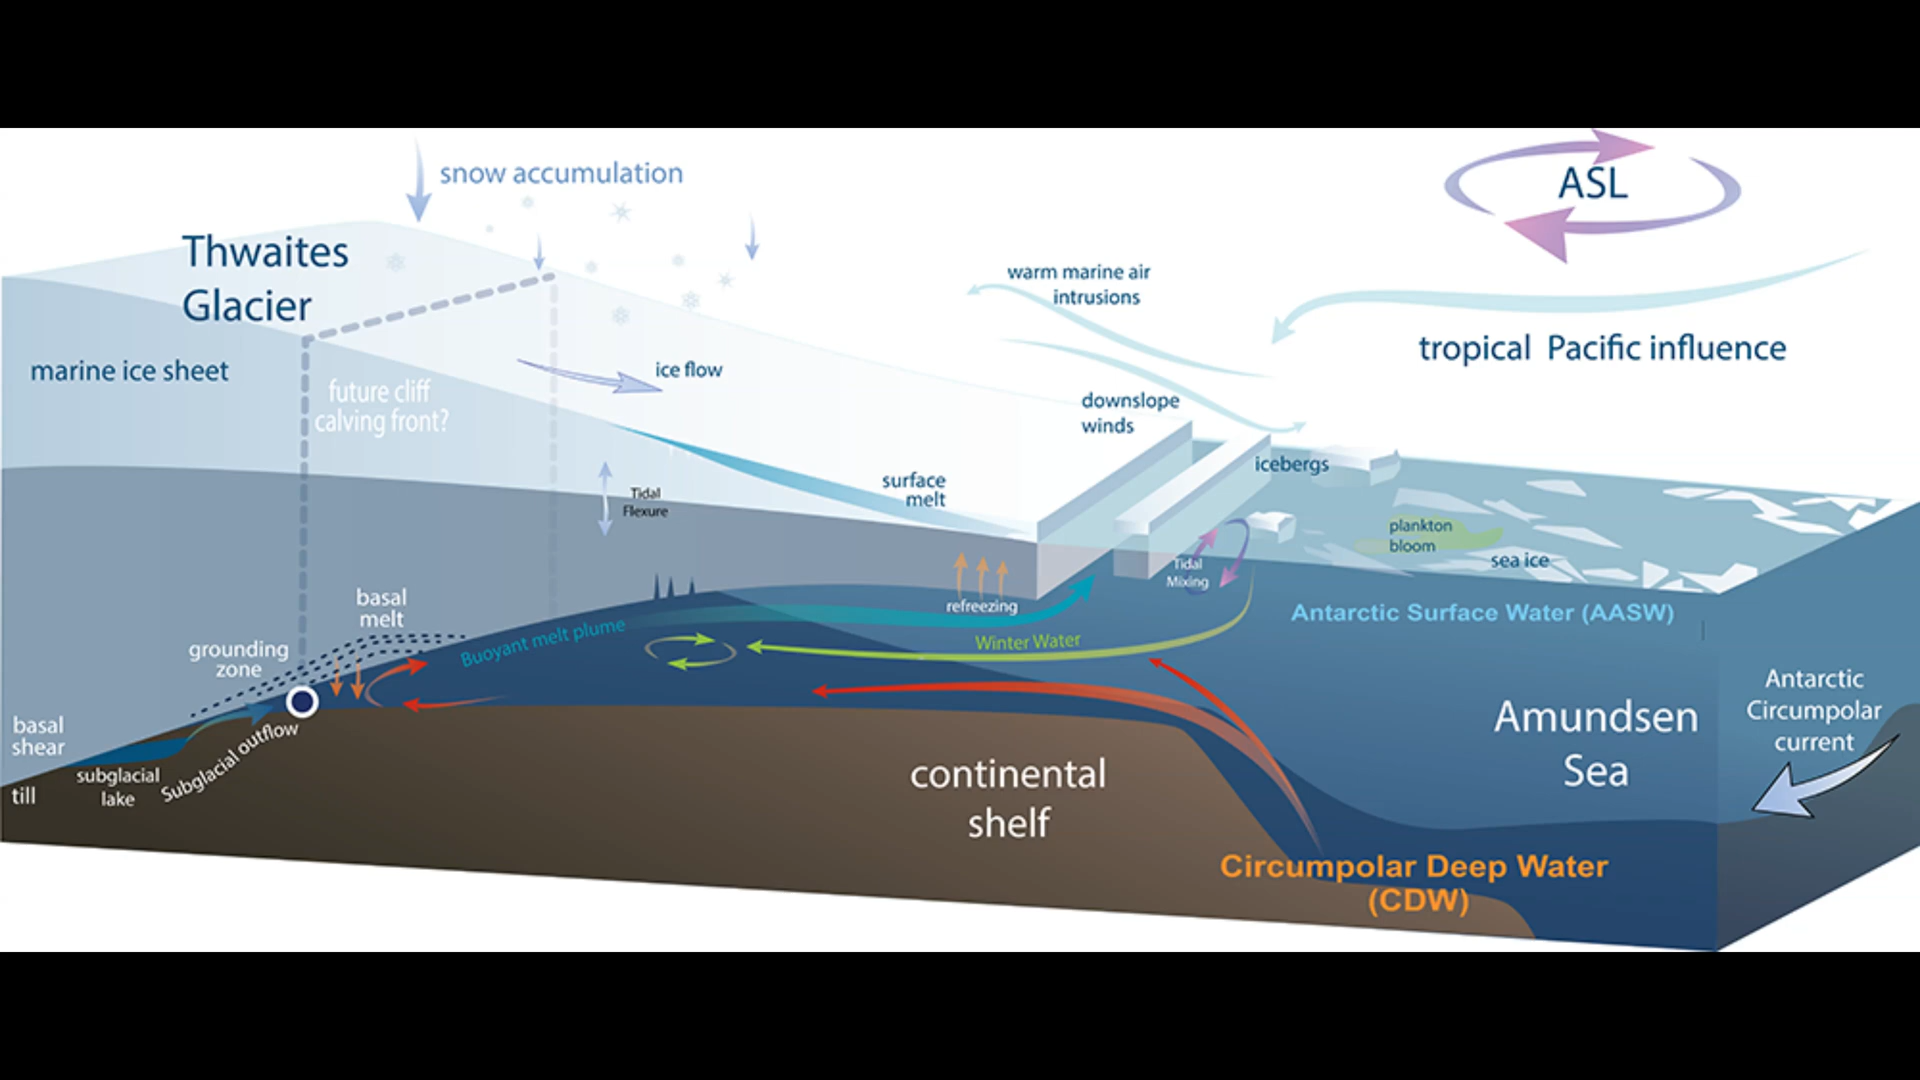 snow accumulation
ASL
Thwaites
Glacier
warm marine air
intrusions
tropical Pacific influence
marine ice sheet
future cliff
calving front?
ice flow
downslope
winds
icebergs
surface
melt
Tidal
Flexure
plankton
bloom
sea ice
Tidal
Mixing
refreezing
basal
melt
Antarctic Surface Water (AASW)
Buoyant melt plume
Winter Water
grounding
zone
Antarctic
Circumpolar
current
Amundsen
Sea
basal
shear
till
subglacial
lake
Subglacial outflow
continental
shelf
Circumpolar Deep Water
(CDW)